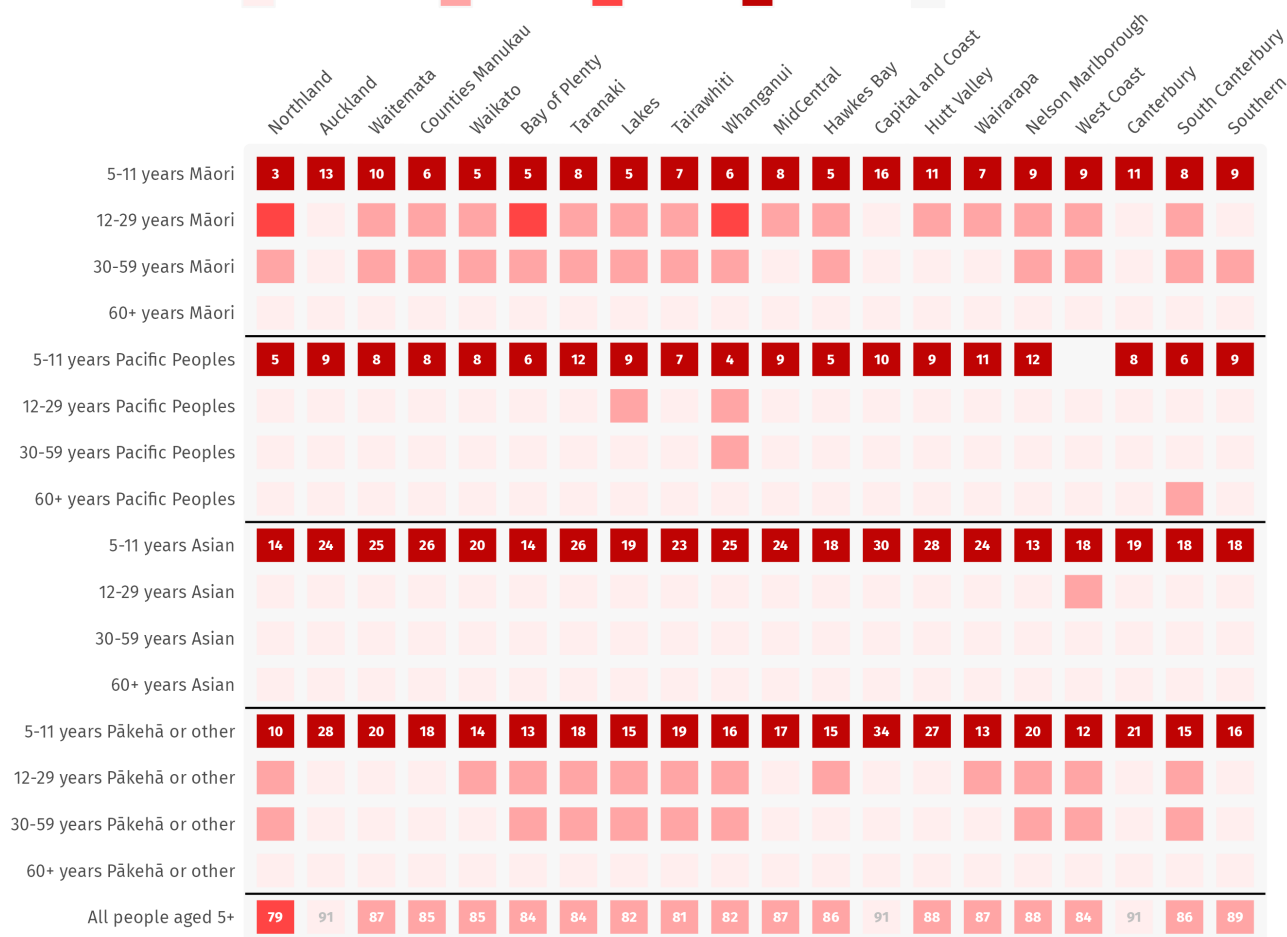 Northland Auckland Waitemata Counties Manukau Waikato Bay of Plenty Taranaki Lakes Tairawhiti Whanganui MidCentral Hawkes Bay Capital and Coast Hutt Valley Wairarapa Nelson Marlborough West Coast Canterbury South Canterbury Southern
5-11 years Māori 3 13 10 6 5 5 8 5 7 6 8 5 16 11 7 9 9 11 8 9
12-29 years Māori
30-59 years Māori
60+ years Māori
5-11 years Pacific Peoples 5 9 8 8 8 6 12 9 7 4 9 5 10 9 11 12 8 6 9
12-29 years Pacific Peoples
30-59 years Pacific Peoples
60+ years Pacific Peoples
5-11 years Asian 14 24 25 26 20 14 26 19 23 25 24 18 30 28 24 13 18 19 18 18
12-29 years Asian
30-59 years Asian
60+ years Asian
5-11 years Pākehā or other 10 28 20 18 14 13 18 15 19 16 17 15 34 27 13 20 12 21 15 16
12-29 years Pākehā or other
30-59 years Pākehā or other
60+ years Pākehā or other
All people aged 5+ 79 91 87 85 85 84 84 82 81 82 87 86 91 88 87 88 84 91 86 89